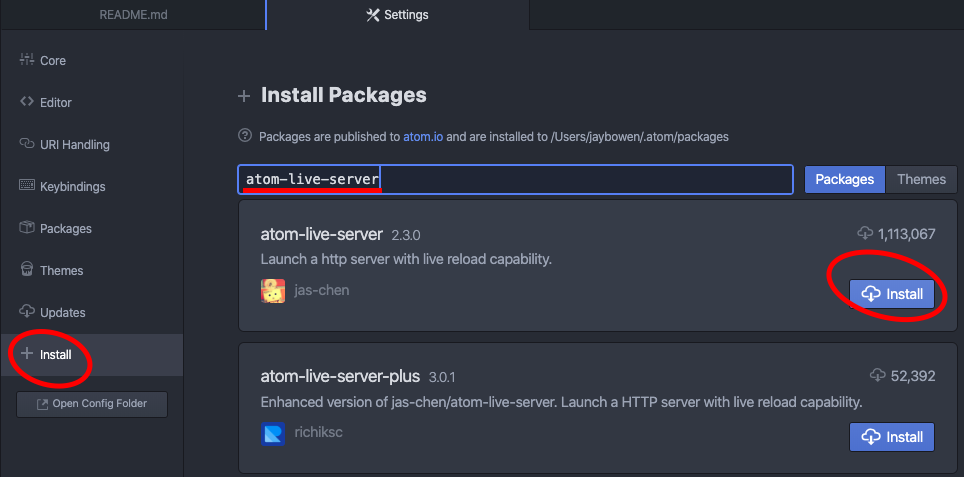 README.md
Settings
Core
Editor
URI Handling
Keybindings
Packages
Themes
Updates
Install
Open Config Folder
Install Packages
Packages are published to atom.io and are installed to /Users/jaybowen/.atom/packages
atom-live-server
Packages
Themes
atom-live-server 2.3.0
1,113,067
Launch a http server with live reload capability.
jas-chen
Install
atom-live-server-plus 3.0.1
52,392
Enhanced version of jas-chen/atom-live-server. Launch a HTTP server with live reload capability.
richiksc
Install